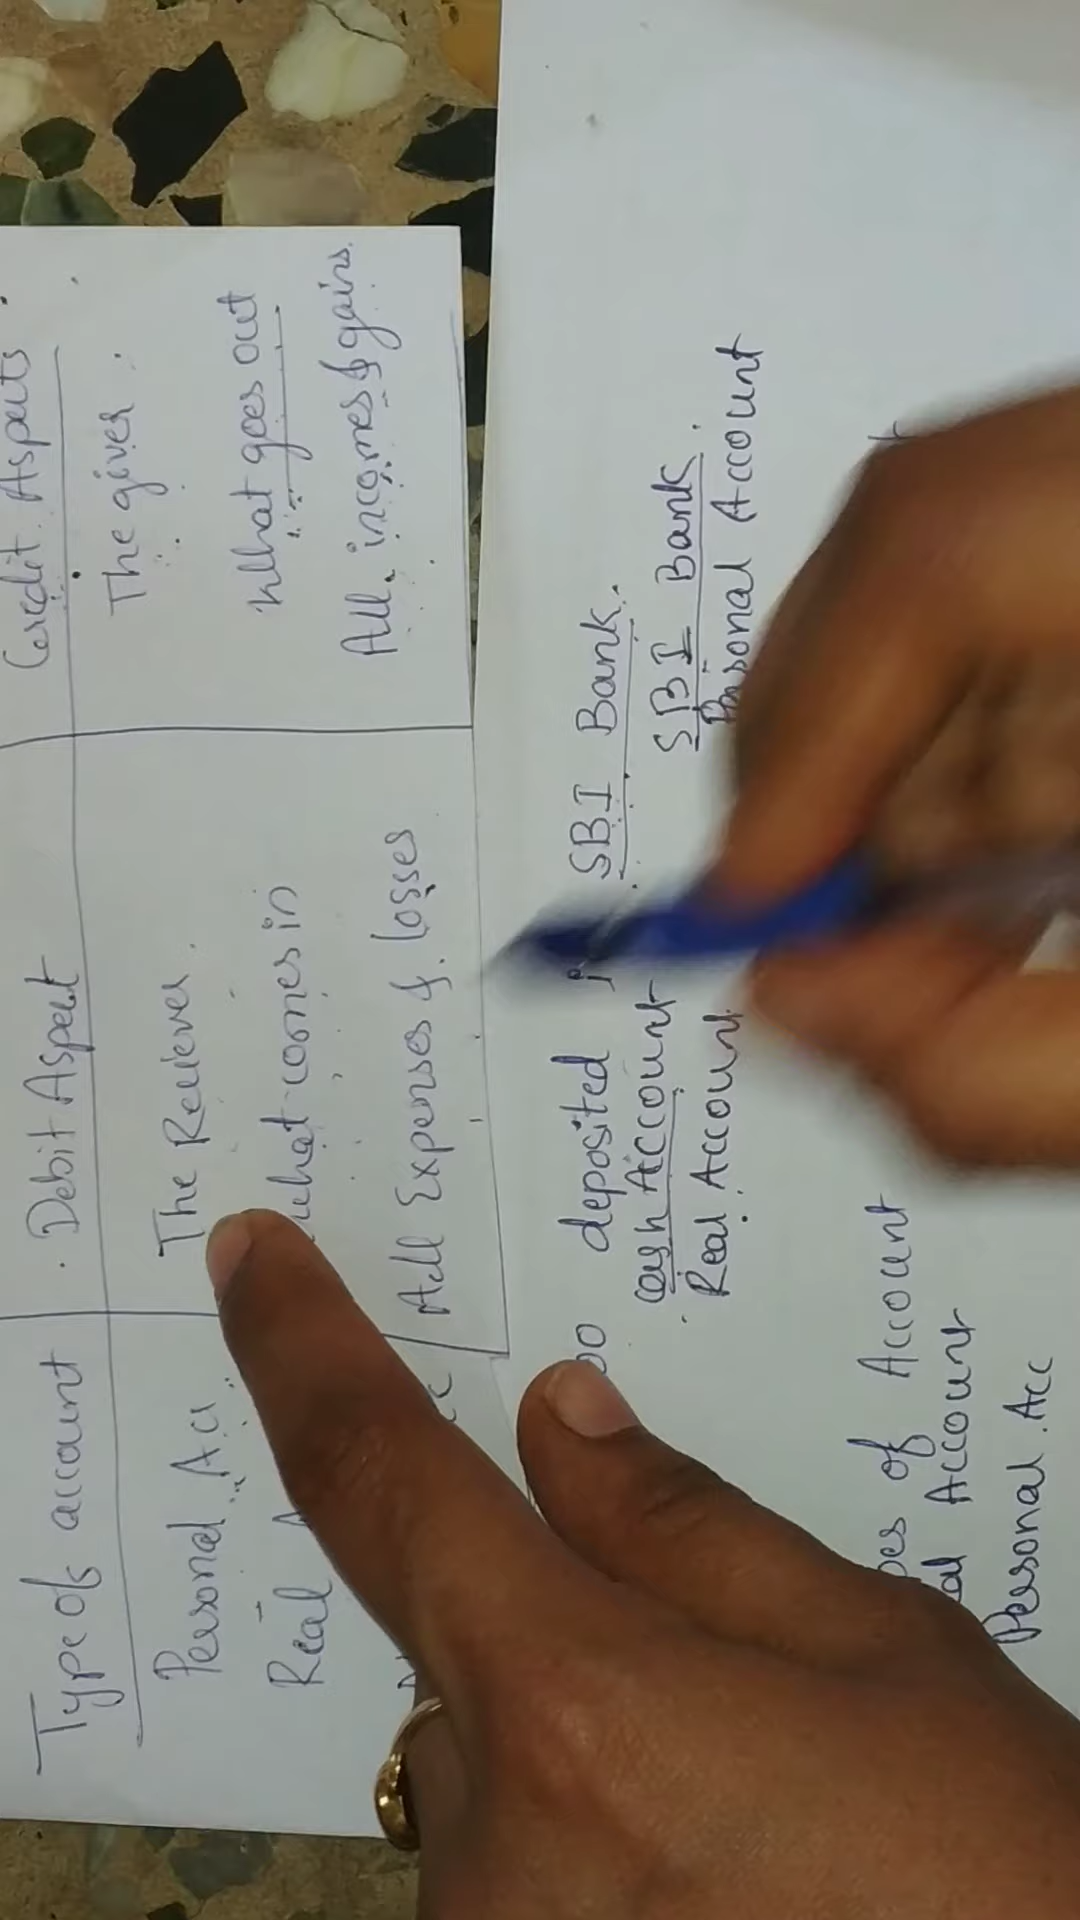 Type of account . Debit Aspect Credit Aspects
Personal A/c The Reciever. The giver.
Real what comes in What goes out
All Expenses & losses All incomes & gains.
deposited SBI Bank.
Cash Account SBI Bank.
Real Account Personal Account
of Account
Account
Personal Acc